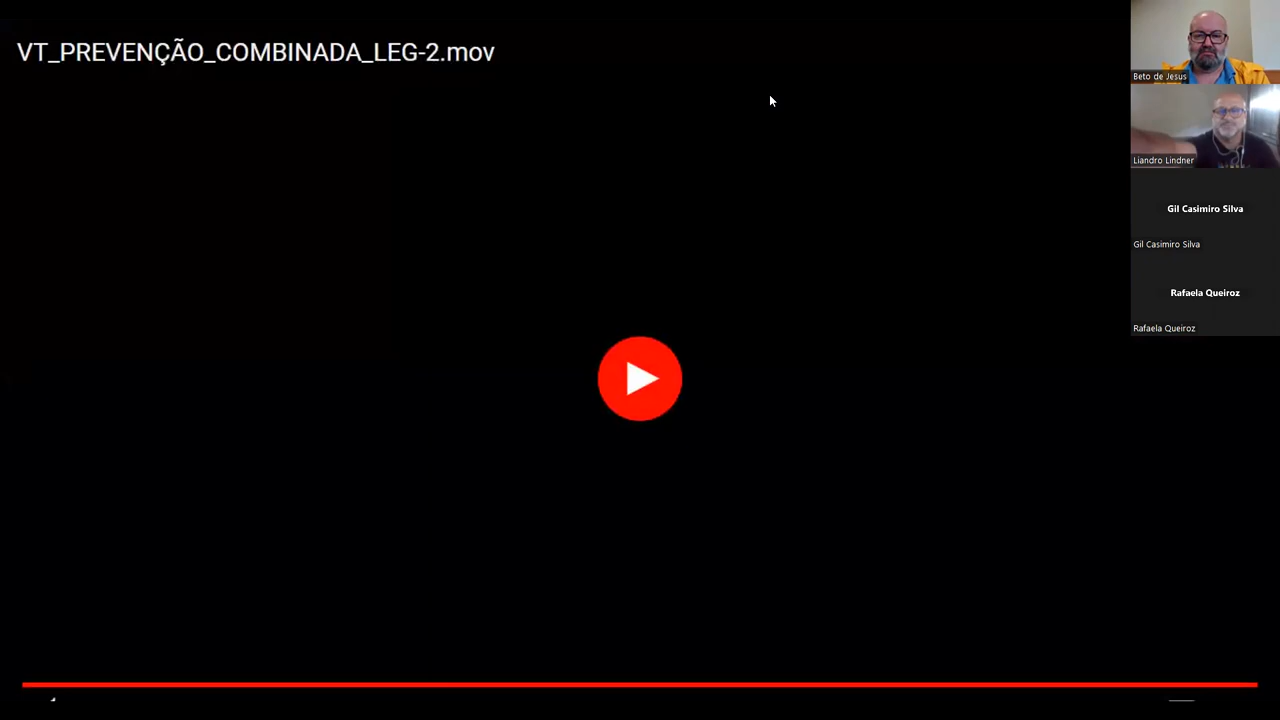 VT_PREVENÇÃO_COMBINADA_LEG-2.mov
Beto de Jesus
Liandro Lindner
Gil Casimiro Silva
Gil Casimiro Silva
Rafaela Queiroz
Rafaela Queiroz